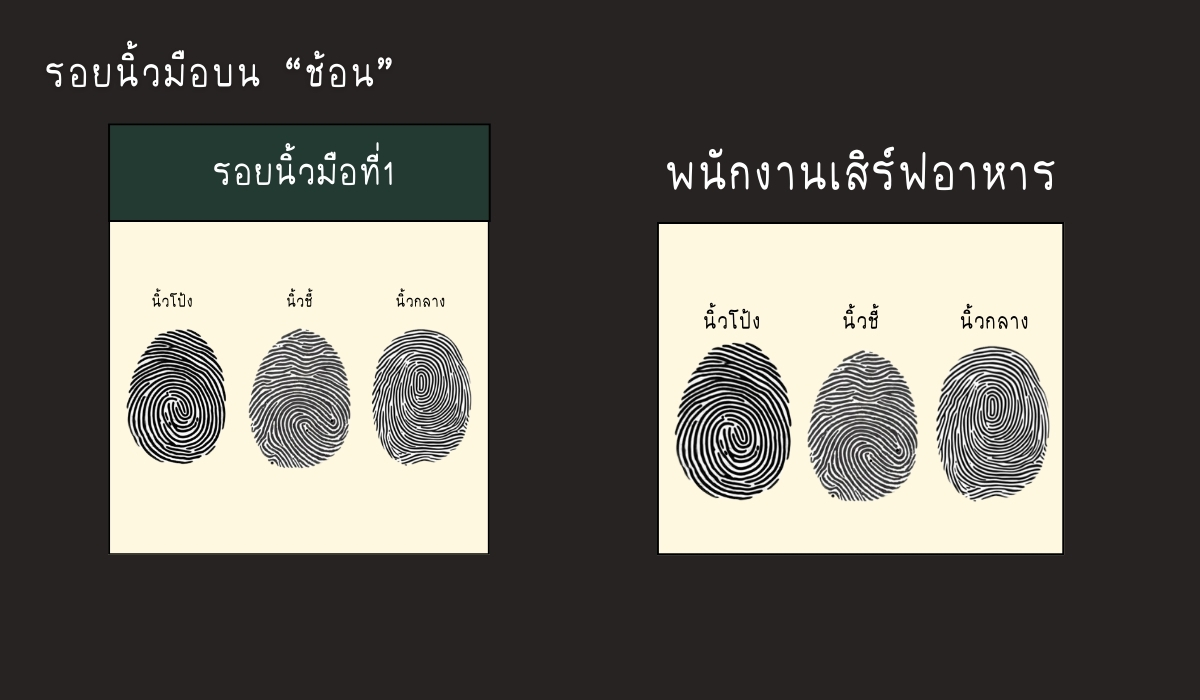 รอยนิ้วมือบน “ช้อน”
รอยนิ้วมือที่1
นิ้วโป้ง นิ้วชี้ นิ้วกลาง
พนักงานเสิร์ฟอาหาร
นิ้วโป้ง นิ้วชี้ นิ้วกลาง